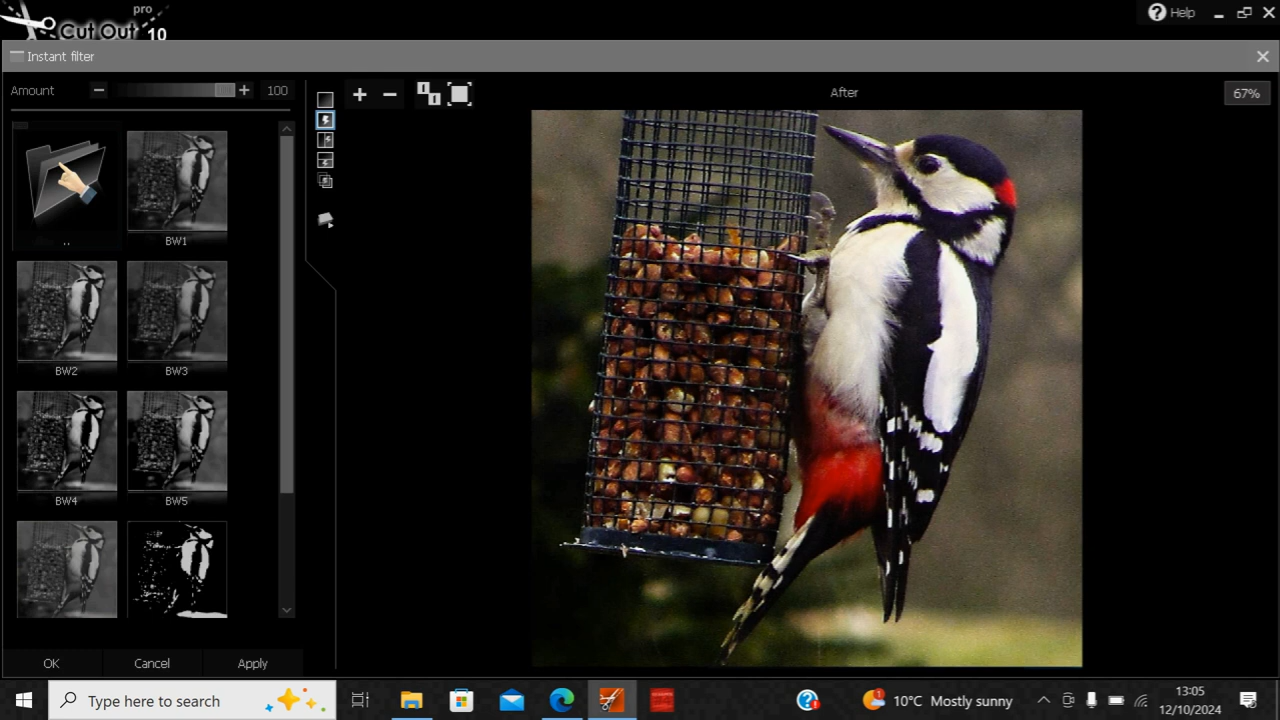 pro
Cut Out 10
Help
Instant filter
Amount
100
After
67%
..
BW1
BW2
BW3
BW4
BW5
OK
Cancel
Apply
Type here to search
1
10°C Mostly sunny
13:05
12/10/2024